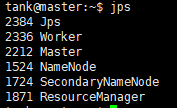 tank@master:~$ jps
2384 Jps
2336 Worker
2212 Master
1524 NameNode
1724 SecondaryNameNode
1871 ResourceManager